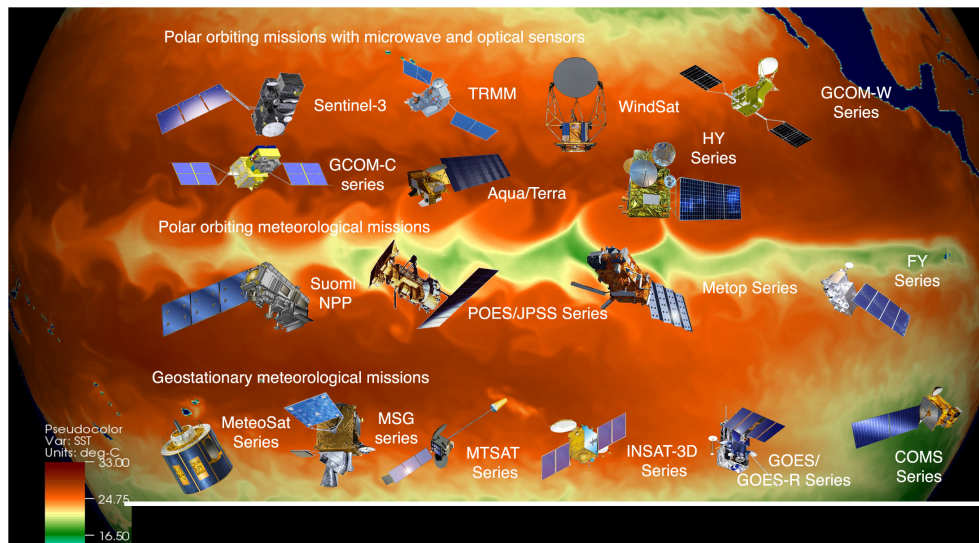 Polar orbiting missions with microwave and optical sensors
Sentinel-3
TRMM
WindSat
GCOM-W
Series
GCOM-C
series
Aqua/Terra
HY
Series
Polar orbiting meteorological missions
Suomi
NPP
POES/JPSS Series
Metop Series
FY
Series
Geostationary meteorological missions
MeteoSat
Series
MSG
series
MTSAT
Series
INSAT-3D
Series
GOES/
GOES-R Series
COMS
Series
Pseudocolor
Var: SST
Units: deg-C
33.00
24.75
16.50